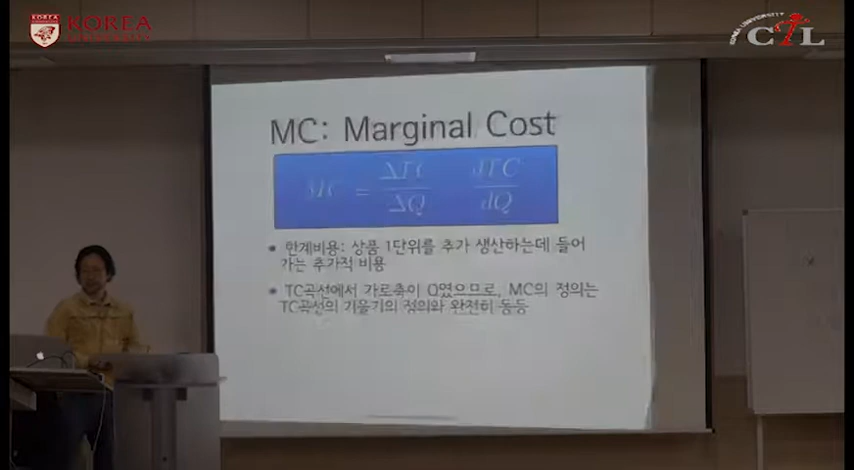 KOREA
UNIVERSITY
CTL
MC: Marginal Cost
MC = ΔTC/ΔQ dTC/dQ
• 한계비용: 상품 1단위를 추가 생산하는데 들어
가는 추가적 비용
• TC곡선에서 가로축이 Q였으므로, MC의 정의는
TC곡선의 기울기의 정의와 완전히 동등